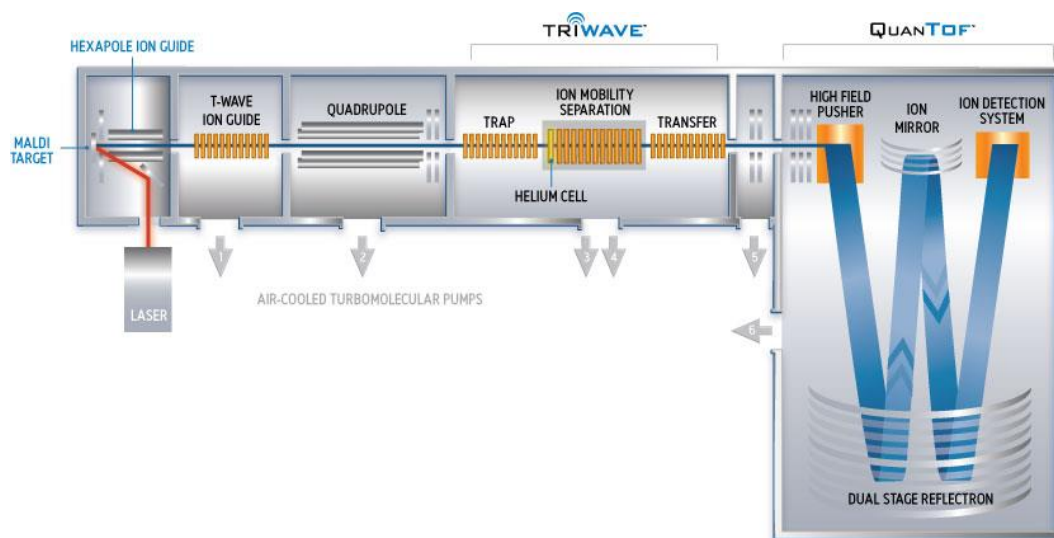 TRIWAVE™
QUANTOF™
HEXAPOLE ION GUIDE
MALDI
TARGET
T-WAVE
ION GUIDE
QUADRUPOLE
TRAP
ION MOBILITY
SEPARATION
TRANSFER
HELIUM CELL
HIGH FIELD
PUSHER
ION
MIRROR
ION DETECTION
SYSTEM
LASER
1
2
3
4
5
6
AIR-COOLED TURBOMOLECULAR PUMPS
DUAL STAGE REFLECTRON